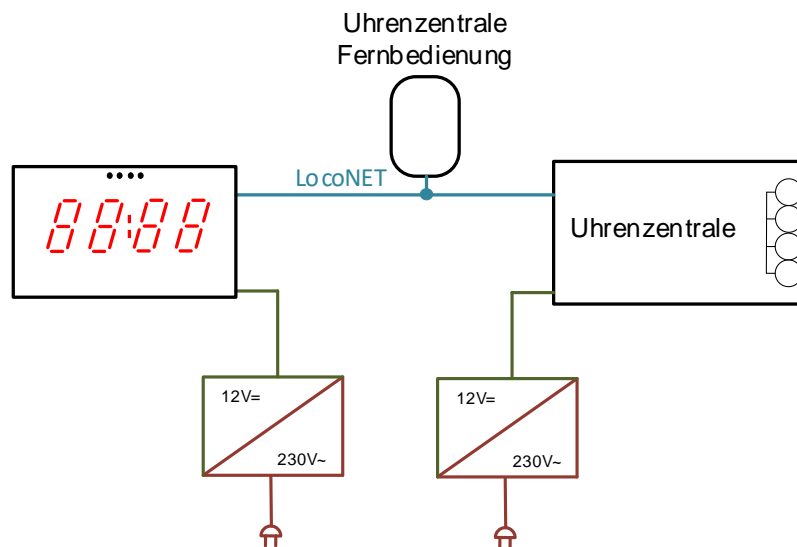 Uhrenzentrale
Fernbedienung
LocoNET
88:88
Uhrenzentrale
12V=
230V~
12V=
230V~